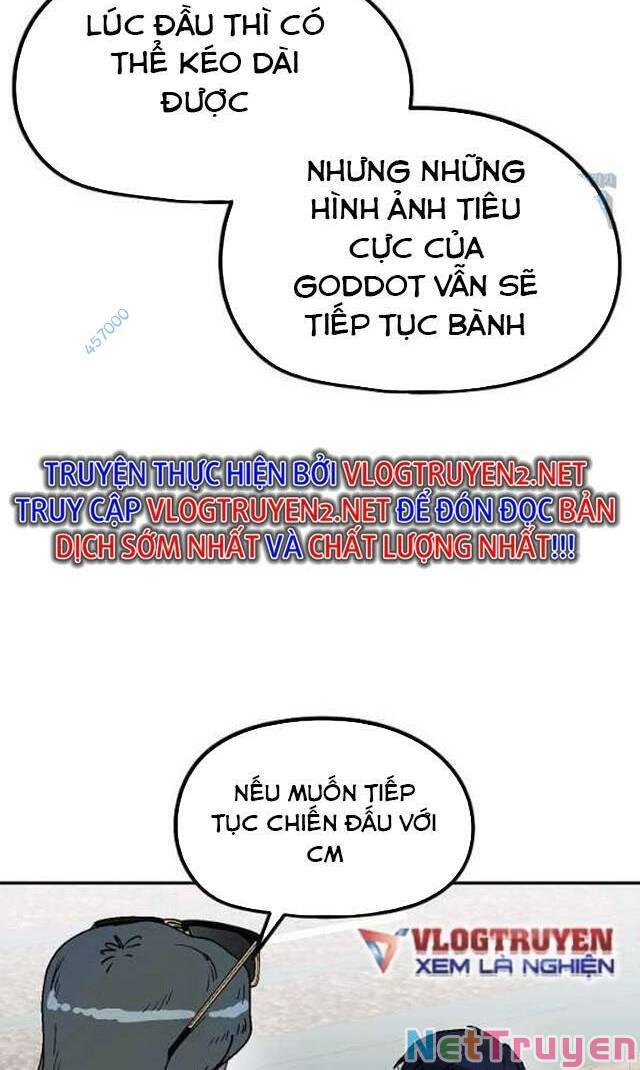 LÚC ĐẦU THÌ CÓ
THỂ KÉO DÀI
ĐƯỢC
NHƯNG NHỮNG
HÌNH ẢNH TIÊU
CỰC CỦA
GODDOT VẪN SẼ
TIẾP TỤC BÀNH
457000
TRUYỆN THỰC HIỆN BỞI VLOGTRUYEN2.NET
TRUY CẬP VLOGTRUYEN2.NET ĐỂ ĐÓN ĐỌC BẢN
DỊCH SỚM NHẤT VÀ CHẤT LƯỢNG NHẤT!!!
NẾU MUỐN TIẾP
TỤC CHIẾN ĐẤU VỚI
CM
VLOGTRUYEN
XEM LÀ NGHIỆN
NetTruyen